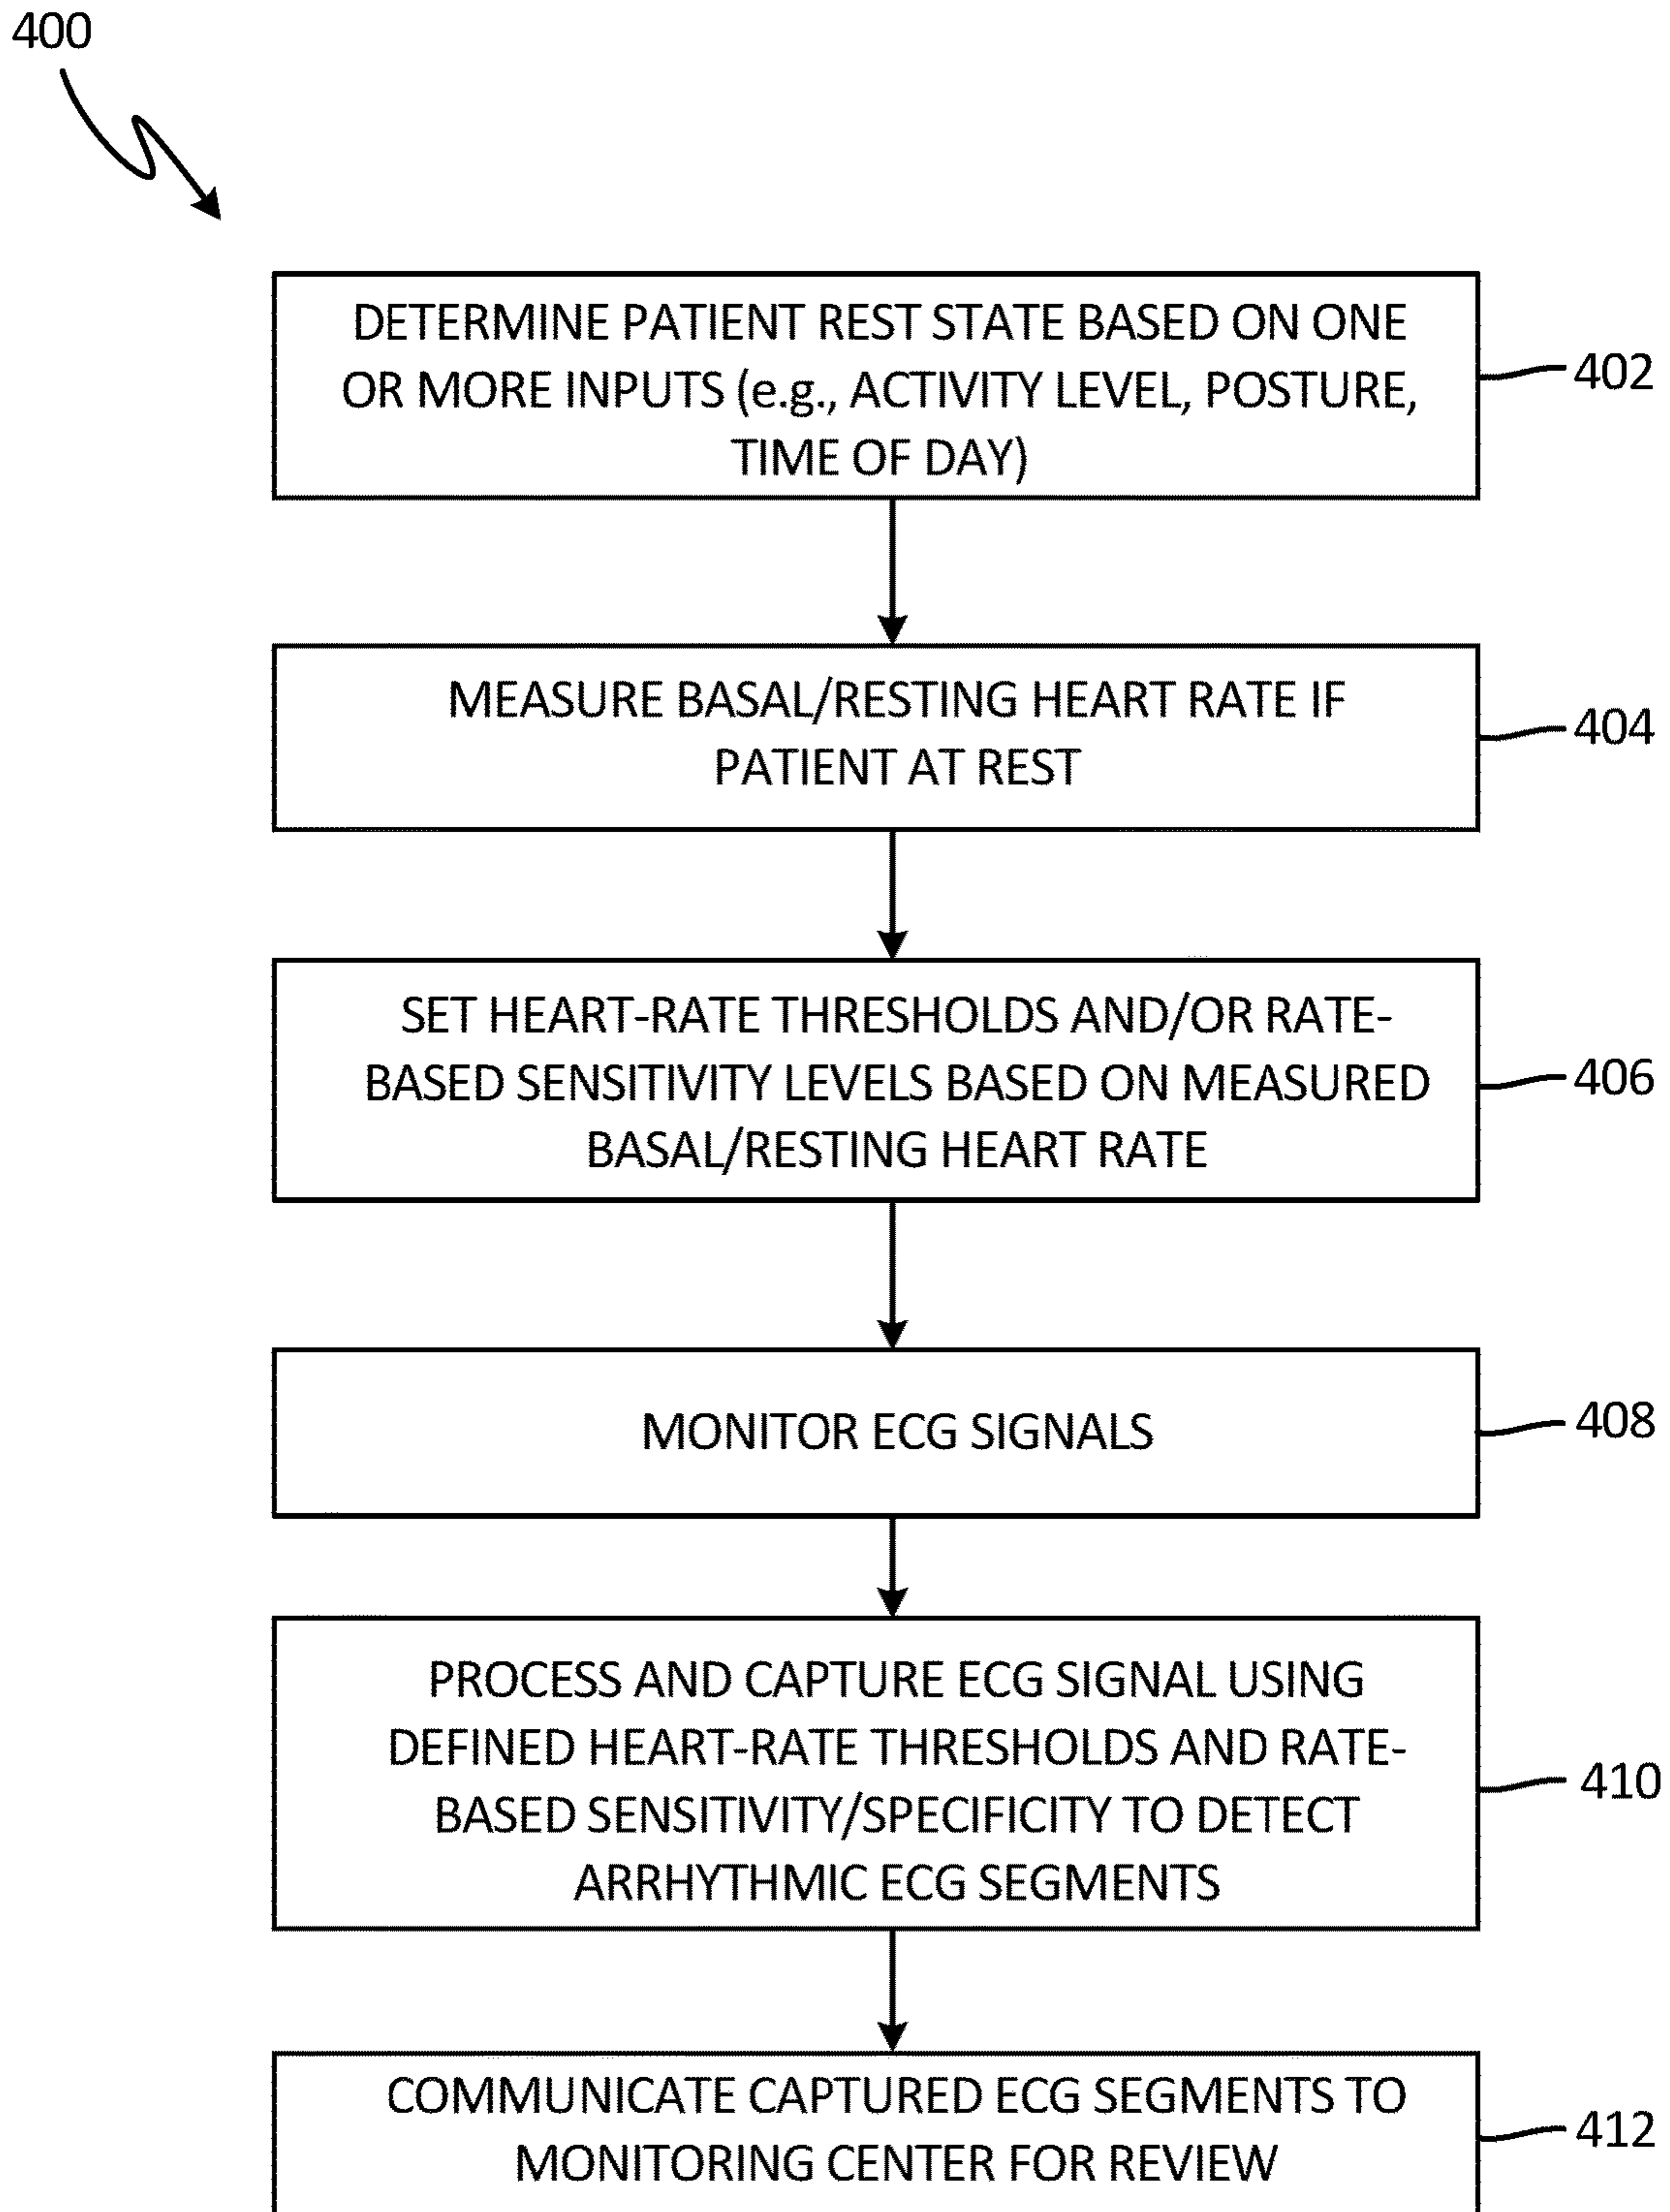 400
DETERMINE PATIENT REST STATE BASED ON ONE
OR MORE INPUTS (e.g., ACTIVITY LEVEL, POSTURE,
TIME OF DAY)
402
MEASURE BASAL/RESTING HEART RATE IF
PATIENT AT REST
404
SET HEART-RATE THRESHOLDS AND/OR RATE-
BASED SENSITIVITY LEVELS BASED ON MEASURED
BASAL/RESTING HEART RATE
406
MONITOR ECG SIGNALS
408
PROCESS AND CAPTURE ECG SIGNAL USING
DEFINED HEART-RATE THRESHOLDS AND RATE-
BASED SENSITIVITY/SPECIFICITY TO DETECT
ARRHYTHMIC ECG SEGMENTS
410
COMMUNICATE CAPTURED ECG SEGMENTS TO
MONITORING CENTER FOR REVIEW
412